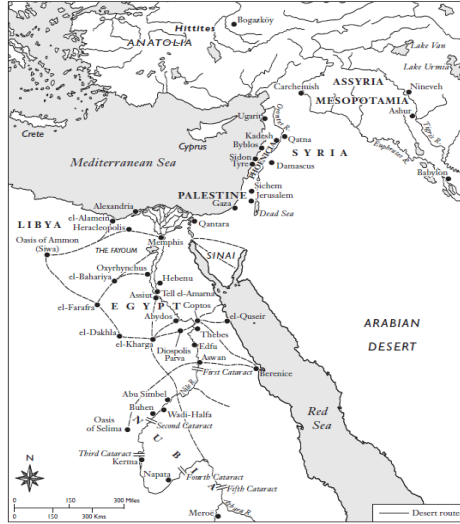 Bogazköy
Hittites
ANATOLIA
Lake Van
Lake Urmia
ASSYRIA
Carchemish
Nineveh
MESOPOTAMIA
Ashur
Ugarit
Orontes R.
Tigris R.
Crete
Cyprus
Kadesh
Qatna
Byblos
SYRIA
Euphrates R.
Mediterranean Sea
Sidon
Tyre
Damascus
Babylon
PALESTINE
Sichem
Jerusalem
Gaza
Dead Sea
Alexandria
el-Alamein
LIBYA
Heracleopolis
Qantara
Oasis of Ammon
(Siwa)
Memphis
THE FAYOUM
SINAI
Oxyrhynchus
el-Bahariya
Hebenu
Tell el-Amarna
Assiut
el-Farafra
EGYPT
Coptos
Abydos
el-Quseir
ARABIAN
DESERT
el-Dakhla
Thebes
el-Kharga
Edfu
Diospolis
Parva
Aswan
First Cataract
Berenice
Abu Simbel
Nile R.
Buhen
Wadi-Halfa
Red
Sea
Oasis
of Selima
Second Cataract
NUBIA
N
Third Cataract
Kerma
Napata
Fourth Cataract
Fifth Cataract
0 150 300 Miles
0 150 300 Kms
Meroe
Atbara R.
Desert route